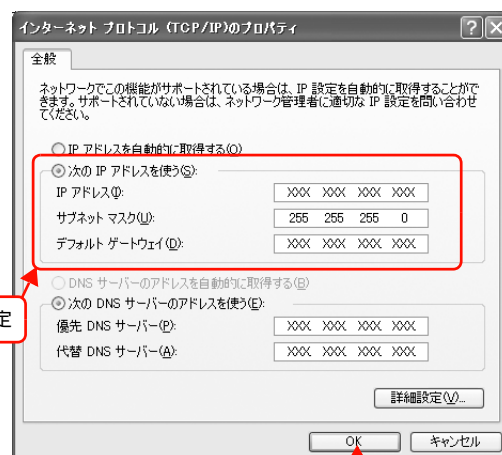 インターネット プロトコル (TCP/IP)のプロパティ
全般
ネットワークでこの機能がサポートされている場合は、IP 設定を自動的に取得することがで
きます。サポートされていない場合は、ネットワーク管理者に適切な IP 設定を問い合わせ
てください。
IP アドレスを自動的に取得する(O)
次の IP アドレスを使う(S):
IP アドレス(I): XXX XXX XXX XXX
サブネット マスク(U): 255 255 255 0
デフォルト ゲートウェイ(D): XXX XXX XXX XXX
DNS サーバーのアドレスを自動的に取得する(B)
次の DNS サーバーのアドレスを使う(E):
定
優先 DNS サーバー(P): XXX XXX XXX XXX
代替 DNS サーバー(A): XXX XXX XXX XXX
詳細設定(V)...
OK キャンセル